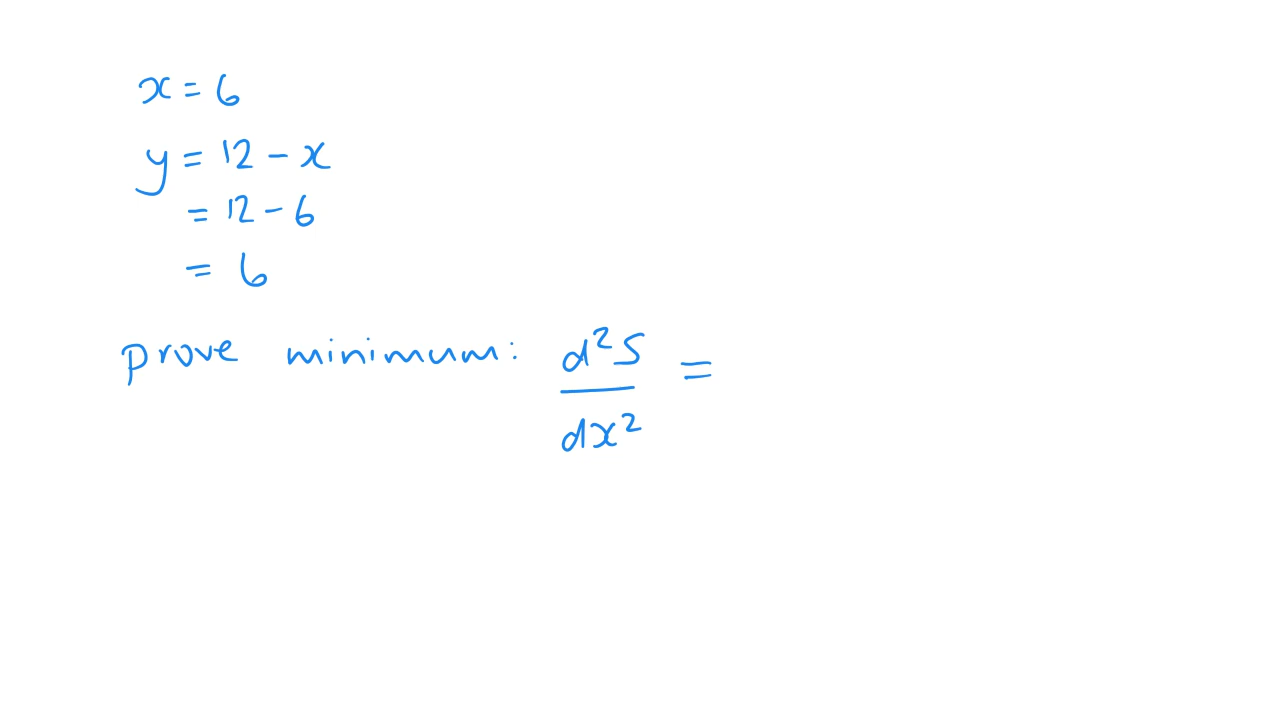 x = 6
y = 12 - x
= 12 - 6
= 6
prove minimum: d²S/dx² =